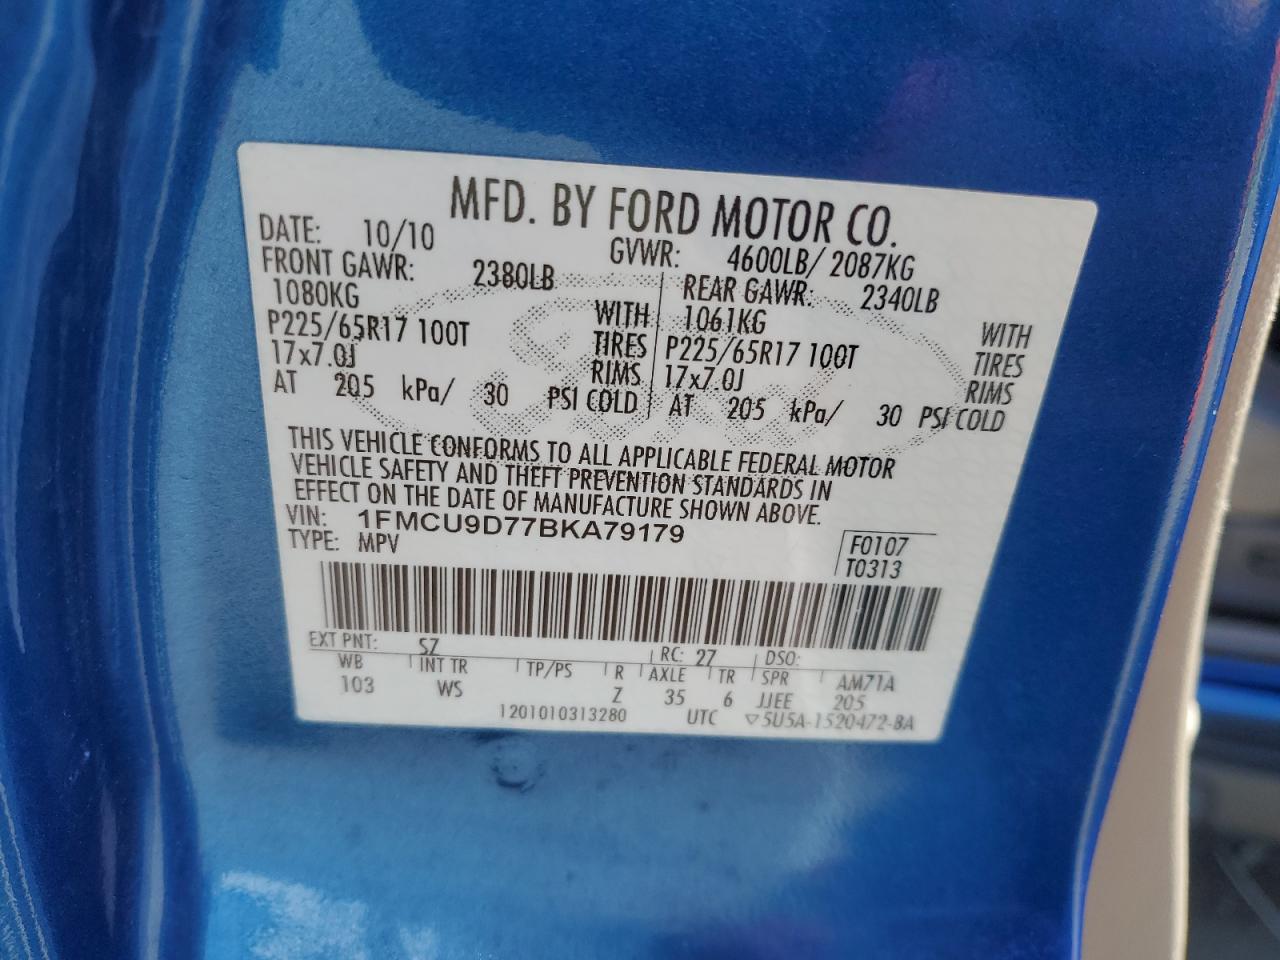 MFD. BY FORD MOTOR CO.
DATE: 10/10 GVWR: 4600LB/ 2087KG
FRONT GAWR: 2380LB REAR GAWR: 2340LB
1080KG WITH 1061KG WITH
P225/65R17 100T TIRES P225/65R17 100T TIRES
17x7.0J RIMS 17x7.0J RIMS
AT 205 kPa/ 30 PSI COLD AT 205 kPa/ 30 PSI COLD
THIS VEHICLE CONFORMS TO ALL APPLICABLE FEDERAL MOTOR
VEHICLE SAFETY AND THEFT PREVENTION STANDARDS IN
EFFECT ON THE DATE OF MANUFACTURE SHOWN ABOVE.
VIN: 1FMCU9D77BKA79179
TYPE: MPV
F0107
T0313
EXT PNT: SZ RC: 27 DSO:
WB INT TR TP/PS R AXLE TR SPR AM71A
103 WS Z 35 6 JJEE 205
1201010313280 UTC ▽5U5A-1520472-BA